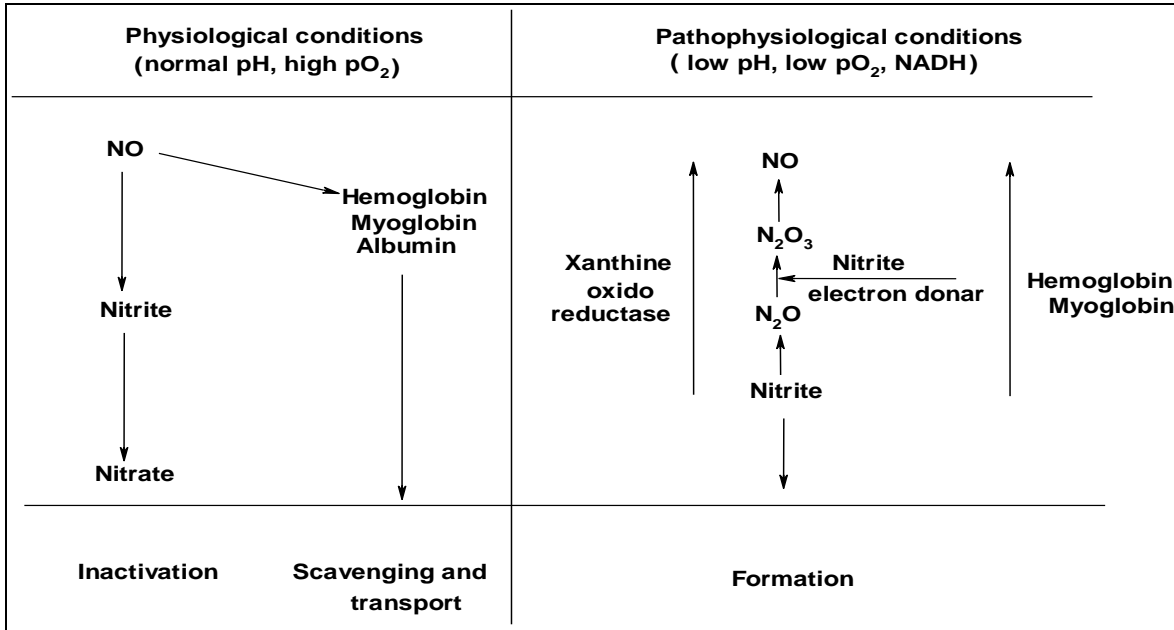 Physiological conditions
(normal pH, high pO₂)
Pathophysiological conditions
( low pH, low pO₂, NADH)
NO
Hemoglobin
Myoglobin
Albumin
Nitrite
Nitrate
NO
N₂O₃
Nitrite
electron donar
N₂O
Nitrite
Xanthine
oxido
reductase
Hemoglobin
Myoglobin
Inactivation
Scavenging and
transport
Formation